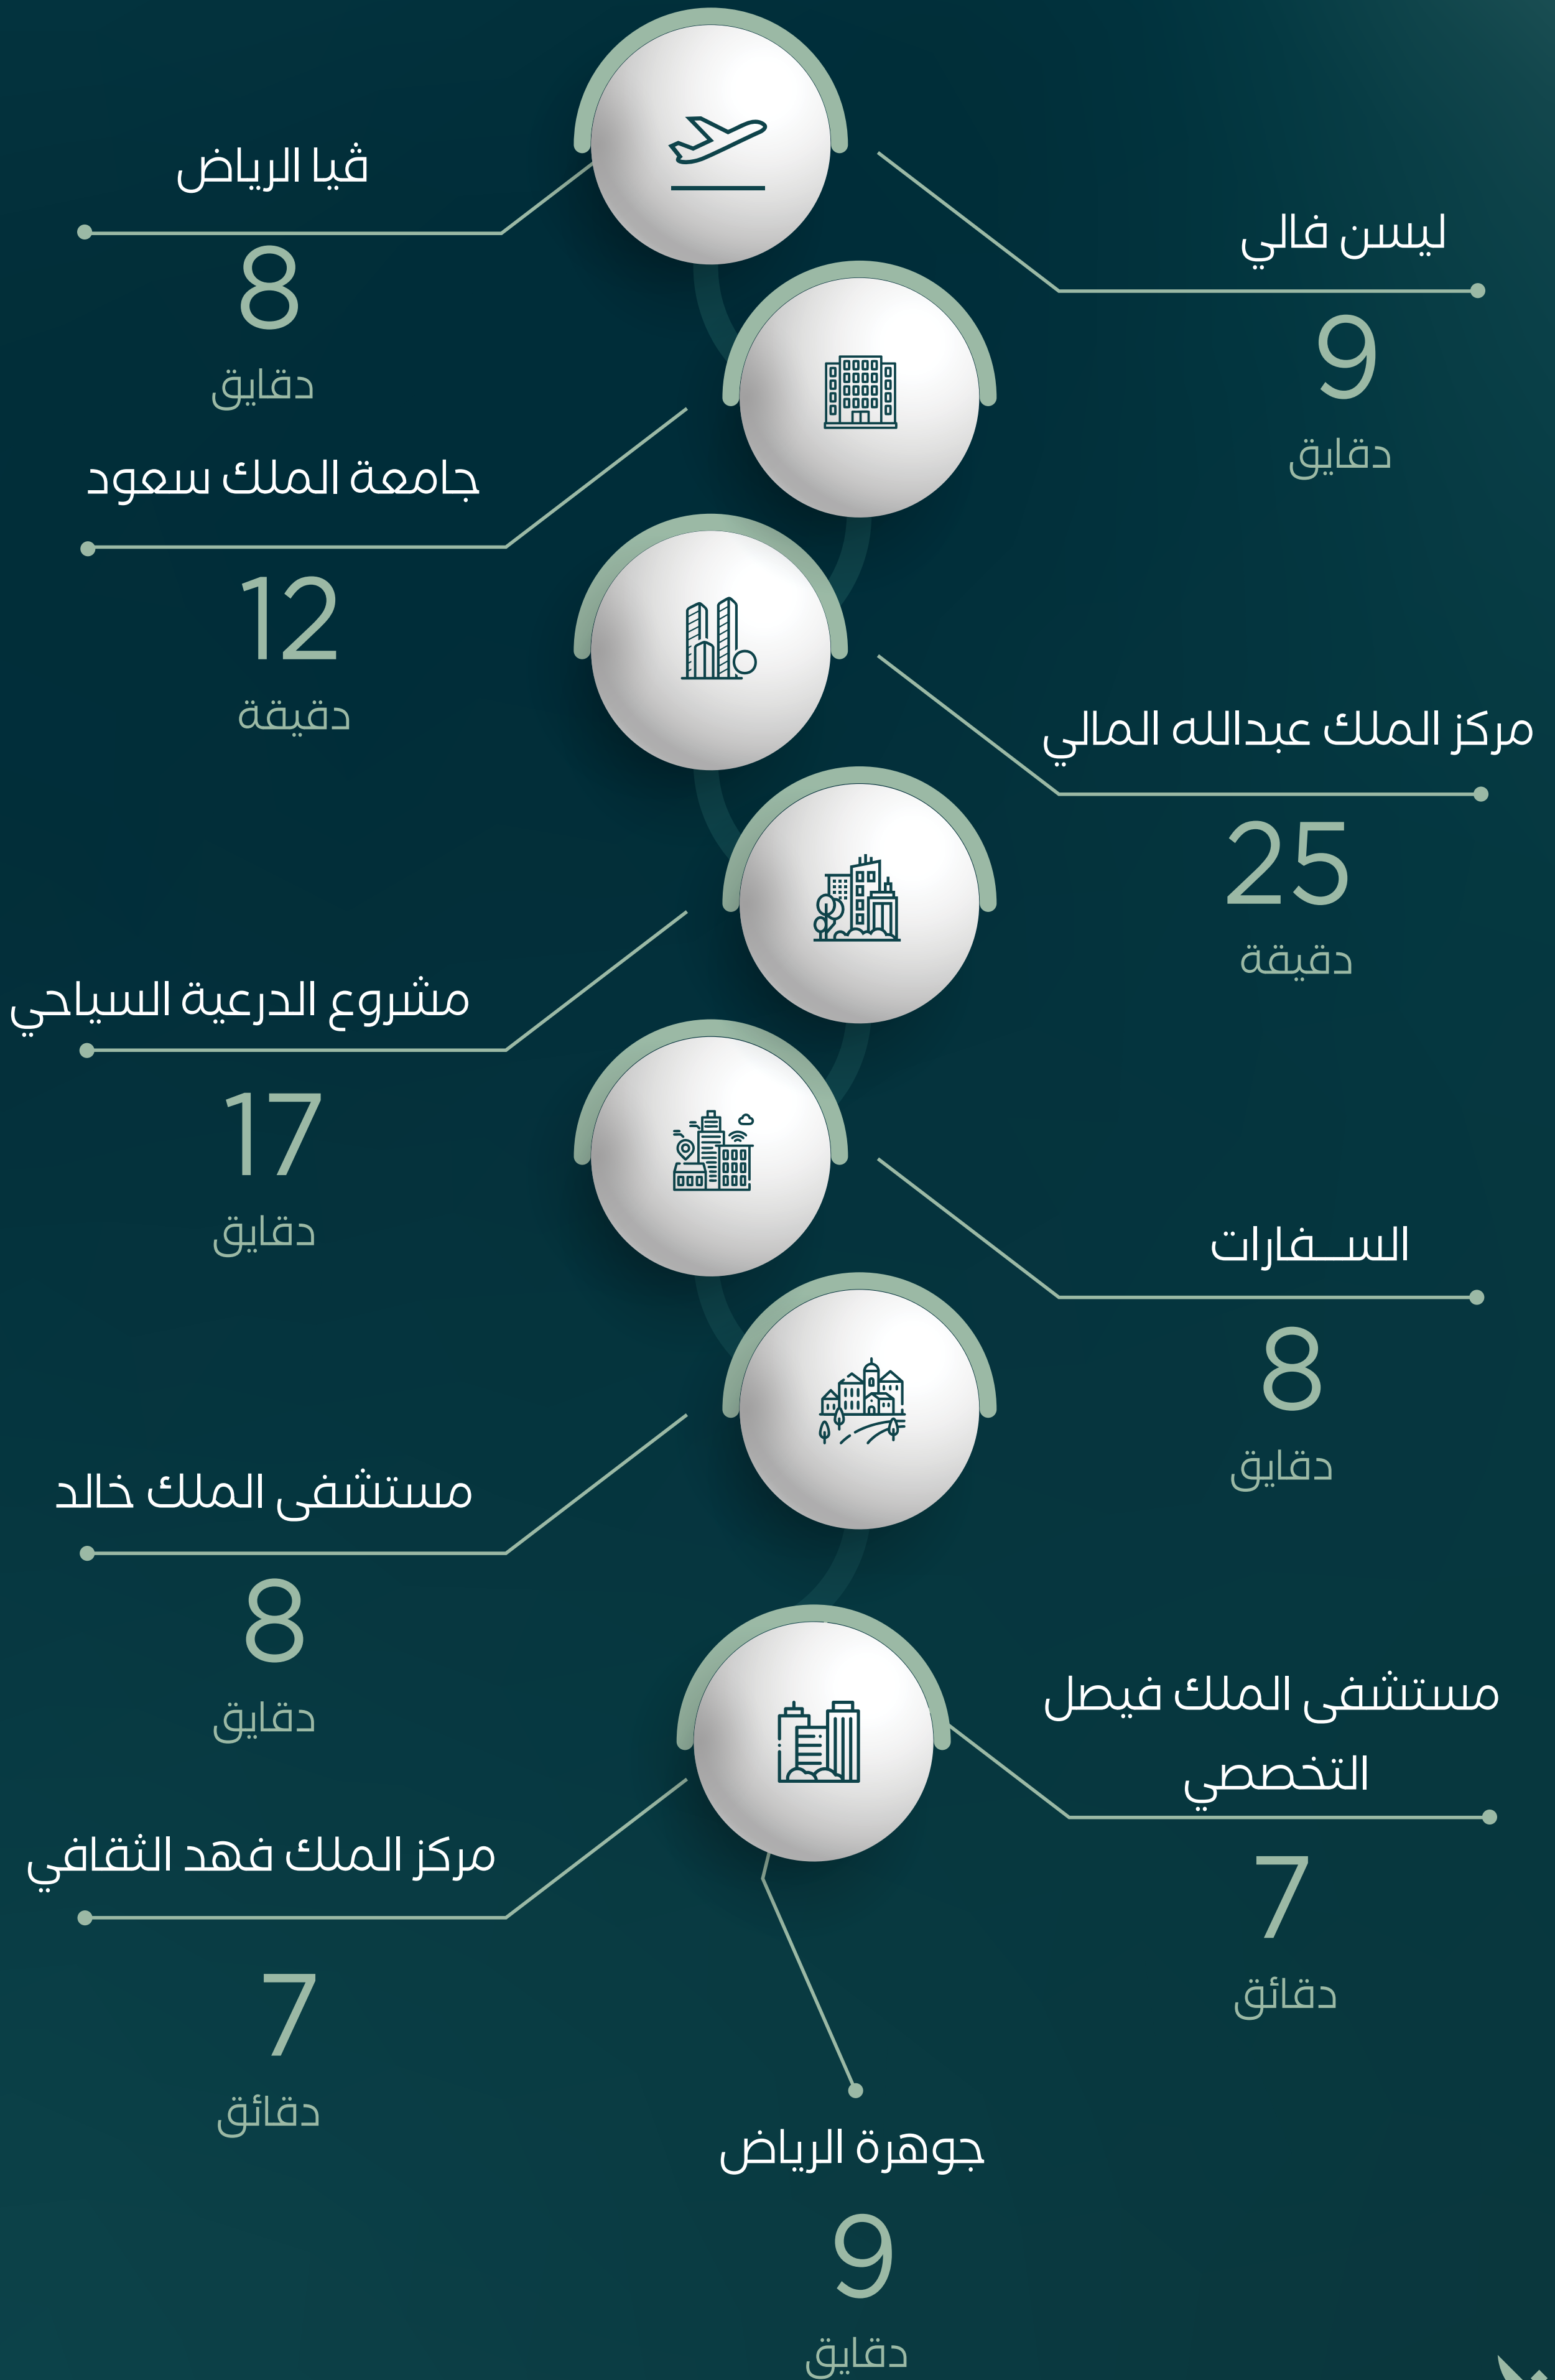 ڤيا الرياض
8
دقايق
ليسن ڤالي
9
دقايق
جامعة الملك سعود
12
دقيقة
مركز الملك عبدالله المالي
25
دقيقة
مشروع الدرعية السياحي
17
دقايق
الســفارات
8
دقايق
مستشفى الملك خالد
8
دقايق
مستشفى الملك فيصل
التخصصي
7
دقائق
مركز الملك فهد الثقافي
7
دقائق
جوهرة الرياض
9
دقايق